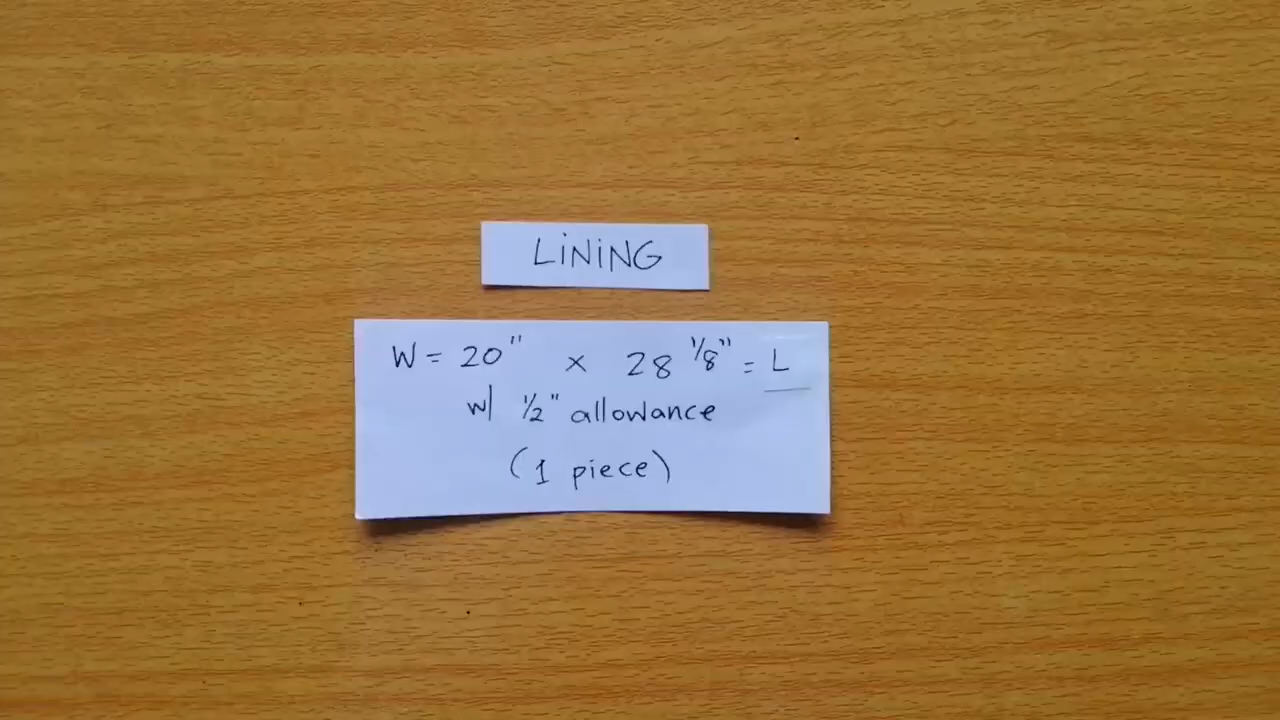 LiNiNG
W = 20" x 28 1/8" = L
w/ 1/2" allowance
(1 piece)